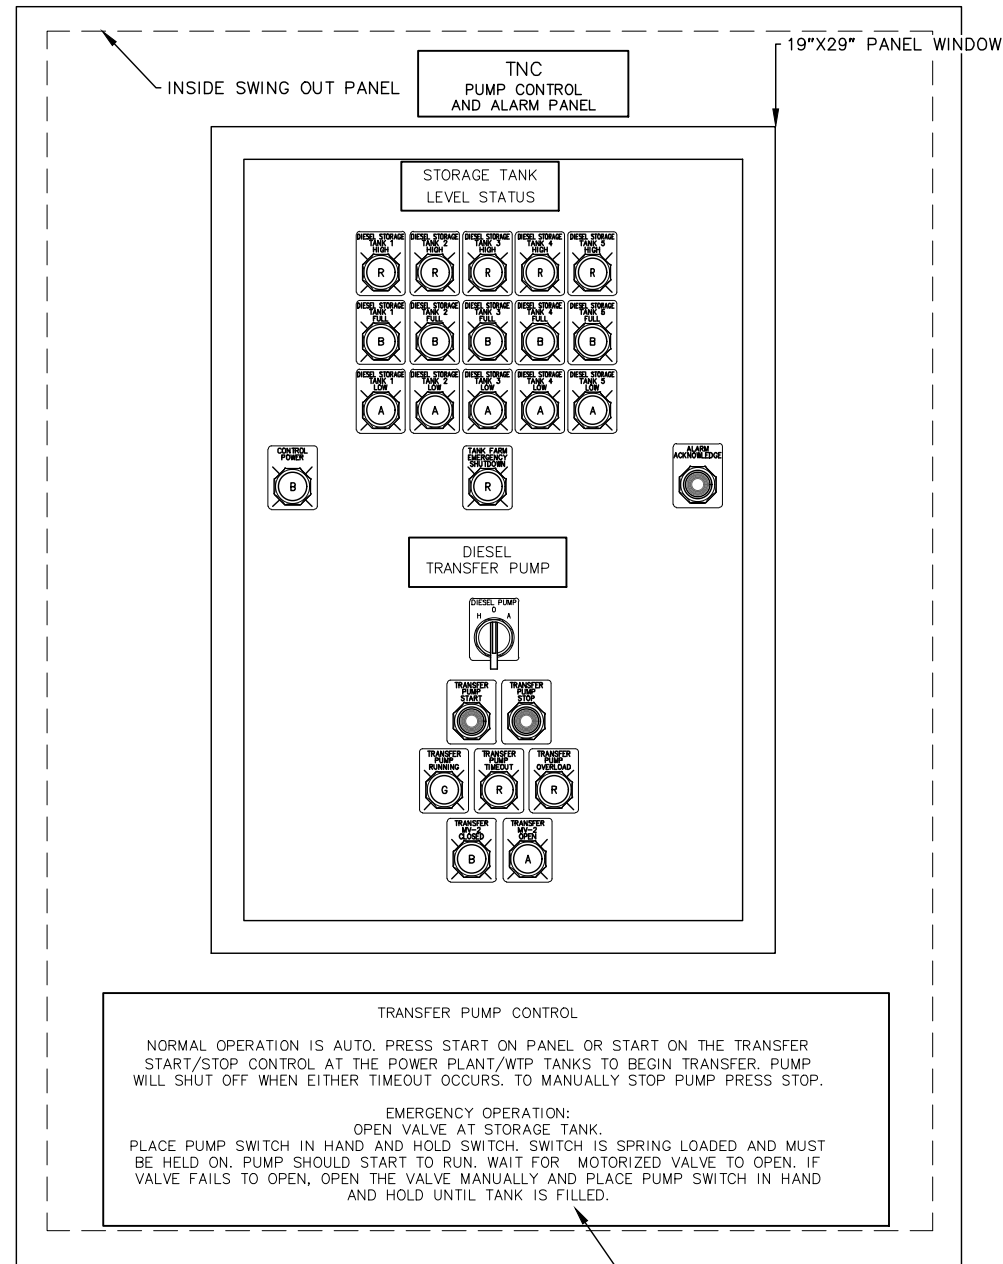 19"X29" PANEL WINDOW
INSIDE SWING OUT PANEL
TNC
PUMP CONTROL
AND ALARM PANEL
STORAGE TANK
LEVEL STATUS
DIESEL STORAGE TANK 1 HIGH
R
DIESEL STORAGE TANK 2 HIGH
R
DIESEL STORAGE TANK 3 HIGH
R
DIESEL STORAGE TANK 4 HIGH
R
DIESEL STORAGE TANK 5 HIGH
R
DIESEL STORAGE TANK 1 FULL
B
DIESEL STORAGE TANK 2 FULL
B
DIESEL STORAGE TANK 3 FULL
B
DIESEL STORAGE TANK 4 FULL
B
DIESEL STORAGE TANK FULL
B
DIESEL STORAGE TANK 1 LOW
A
DIESEL STORAGE TANK 2 LOW
A
DIESEL STORAGE TANK 3 LOW
A
DIESEL STORAGE TANK 4 LOW
A
DIESEL STORAGE TANK 5 LOW
A
CONTROL
POWER
B
TANK FARM
EMERGENCY
SHUTDOWN
R
ALARM
ACKNOWLEDGE
DIESEL
TRANSFER PUMP
DIESEL PUMP
H O A
TRANSFER
PUMP
START
TRANSFER
PUMP
STOP
TRANSFER
PUMP
RUNNING
G
TRANSFER
PUMP
TIMEOUT
R
TRANSFER
PUMP
OVERLOAD
R
TRANSFER
MV-2
CLOSED
B
TRANSFER
MV-2
OPEN
A
TRANSFER PUMP CONTROL
NORMAL OPERATION IS AUTO. PRESS START ON PANEL OR START ON THE TRANSFER
START/STOP CONTROL AT THE POWER PLANT/WTP TANKS TO BEGIN TRANSFER. PUMP
WILL SHUT OFF WHEN EITHER TIMEOUT OCCURS. TO MANUALLY STOP PUMP PRESS STOP.
EMERGENCY OPERATION:
OPEN VALVE AT STORAGE TANK.
PLACE PUMP SWITCH IN HAND AND HOLD SWITCH. SWITCH IS SPRING LOADED AND MUST
BE HELD ON. PUMP SHOULD START TO RUN. WAIT FOR MOTORIZED VALVE TO OPEN. IF
VALVE FAILS TO OPEN, OPEN THE VALVE MANUALLY AND PLACE PUMP SWITCH IN HAND
AND HOLD UNTIL TANK IS FILLED.